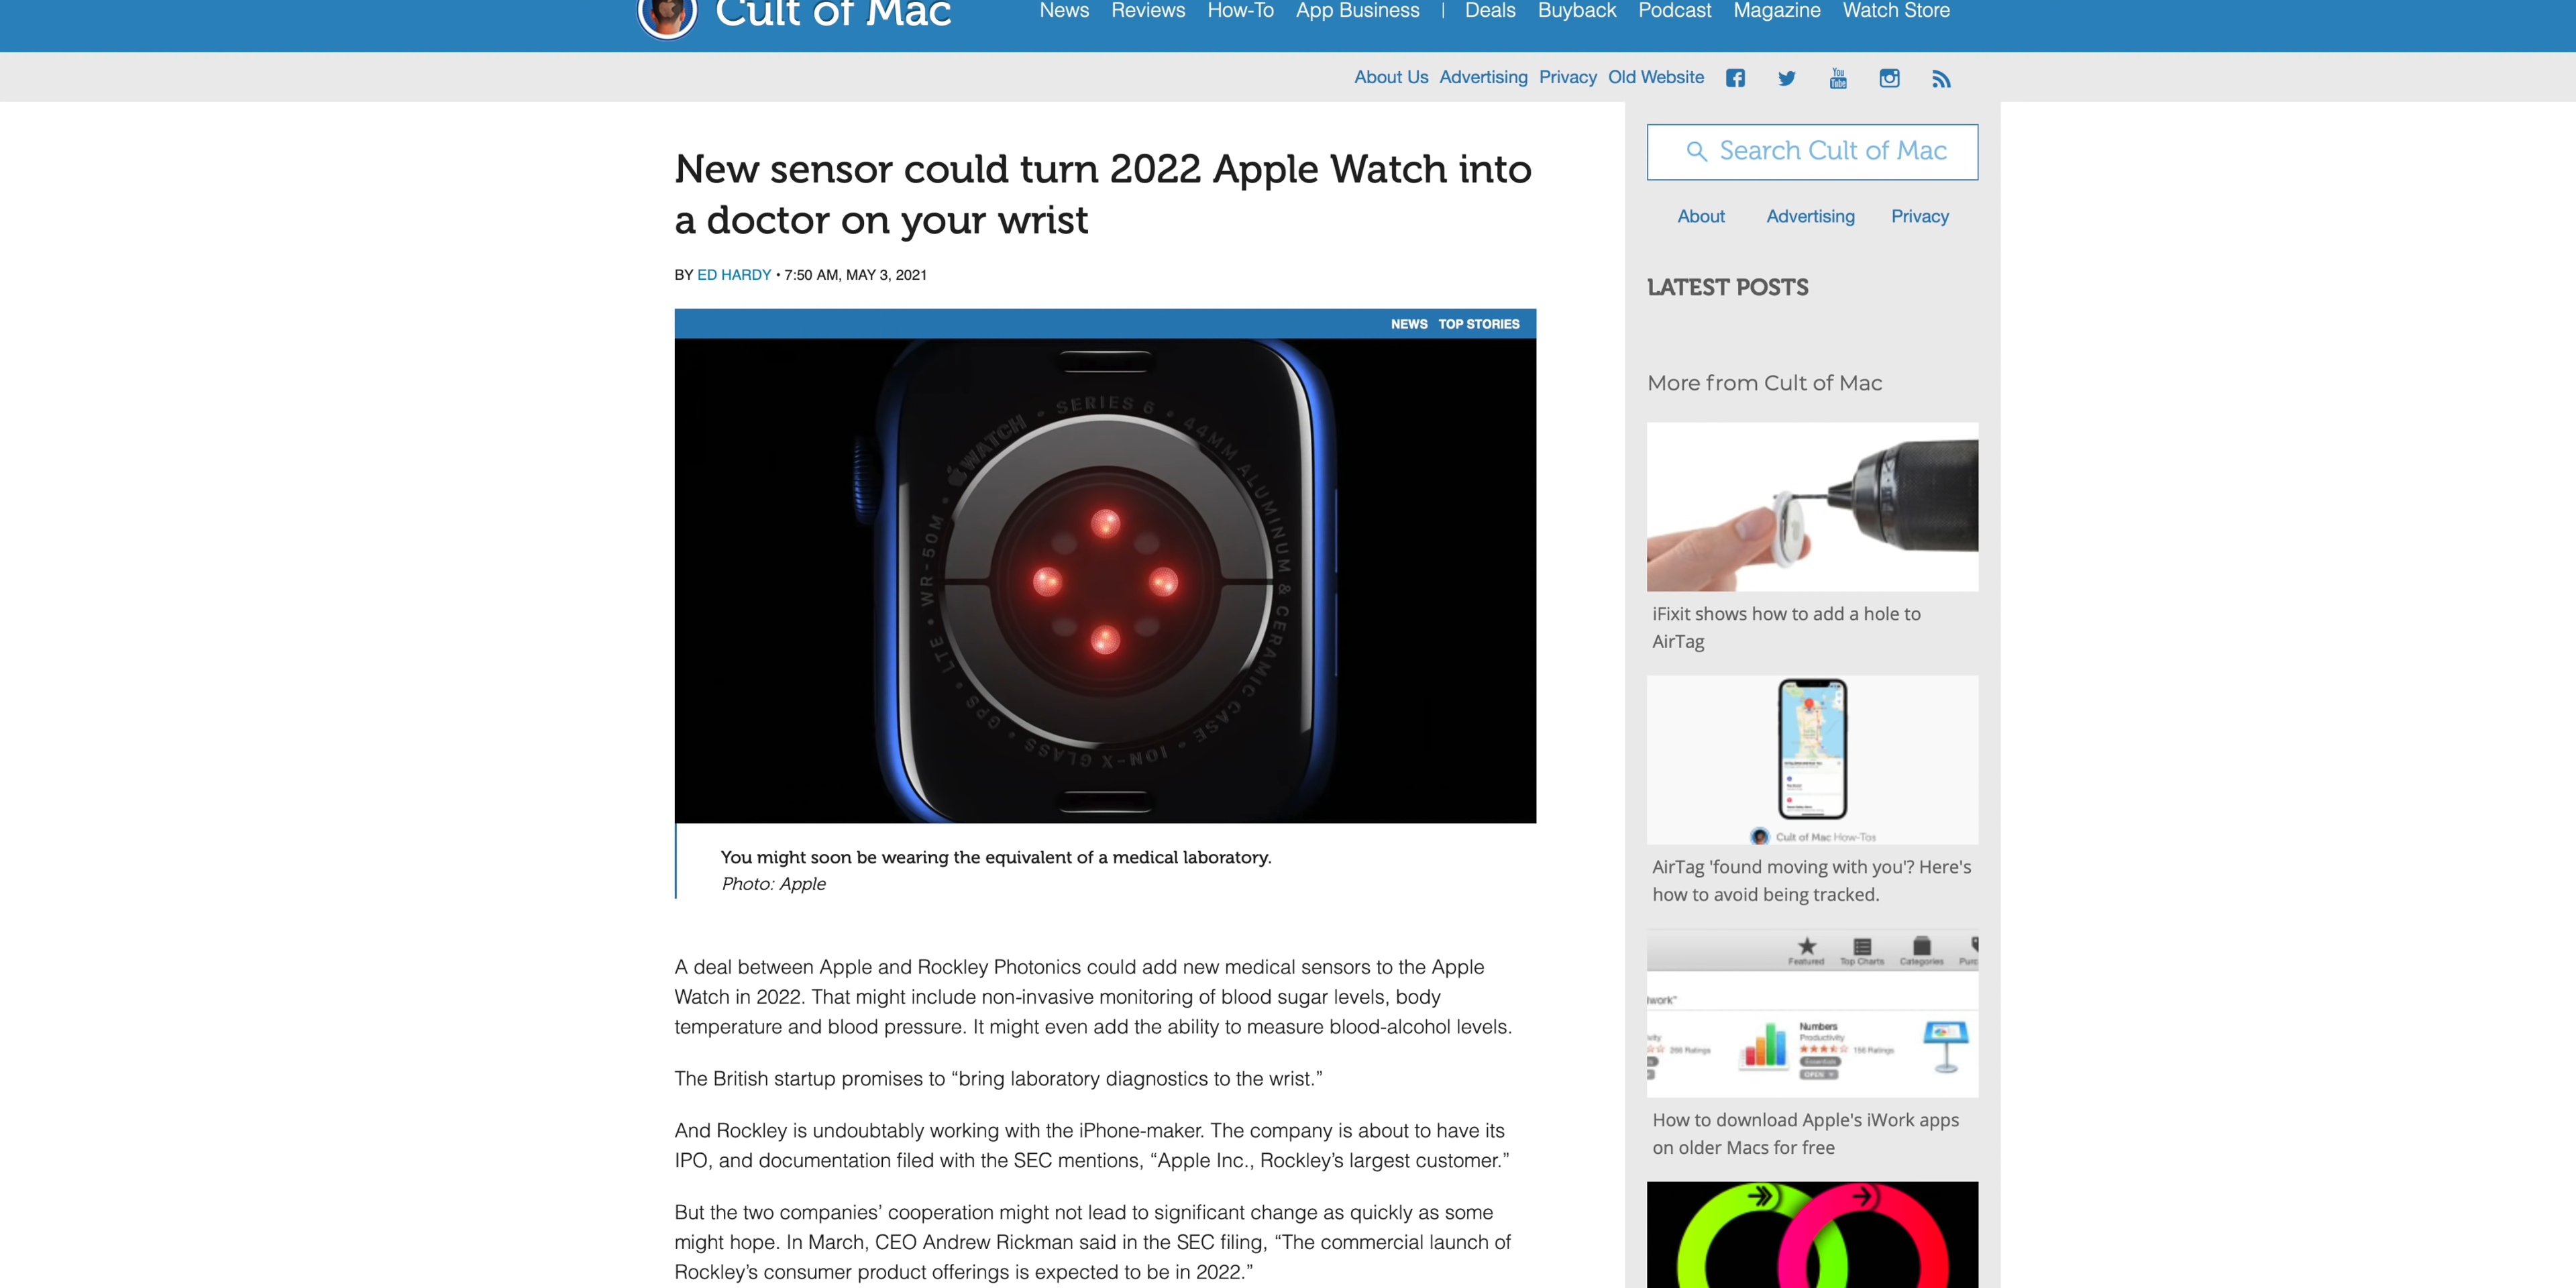 Cult of Mac
News Reviews How-To App Business | Deals Buyback Podcast Magazine Watch Store
About Us Advertising Privacy Old Website You Tube
New sensor could turn 2022 Apple Watch into
a doctor on your wrist
BY ED HARDY • 7:50 AM, MAY 3, 2021
NEWS TOP STORIES
WATCH • SERIES 6 • 44MM ALUMINUM & CERAMIC CASE • ION-X GLASS • GPS • LTE • WR-50M •
You might soon be wearing the equivalent of a medical laboratory.
Photo: Apple
A deal between Apple and Rockley Photonics could add new medical sensors to the Apple
Watch in 2022. That might include non-invasive monitoring of blood sugar levels, body
temperature and blood pressure. It might even add the ability to measure blood-alcohol levels.
The British startup promises to “bring laboratory diagnostics to the wrist.”
And Rockley is undoubtably working with the iPhone-maker. The company is about to have its
IPO, and documentation filed with the SEC mentions, “Apple Inc., Rockley’s largest customer.”
But the two companies’ cooperation might not lead to significant change as quickly as some
might hope. In March, CEO Andrew Rickman said in the SEC filing, “The commercial launch of
Rockley’s consumer product offerings is expected to be in 2022.”
Search Cult of Mac
About Advertising Privacy
LATEST POSTS
More from Cult of Mac
iFixit shows how to add a hole to
AirTag
Cult of Mac How-Tos
AirTag 'found moving with you'? Here's
how to avoid being tracked.
Featured Top Charts Categories
Numbers
Productivity
156 Ratings
OPEN
How to download Apple's iWork apps
on older Macs for free